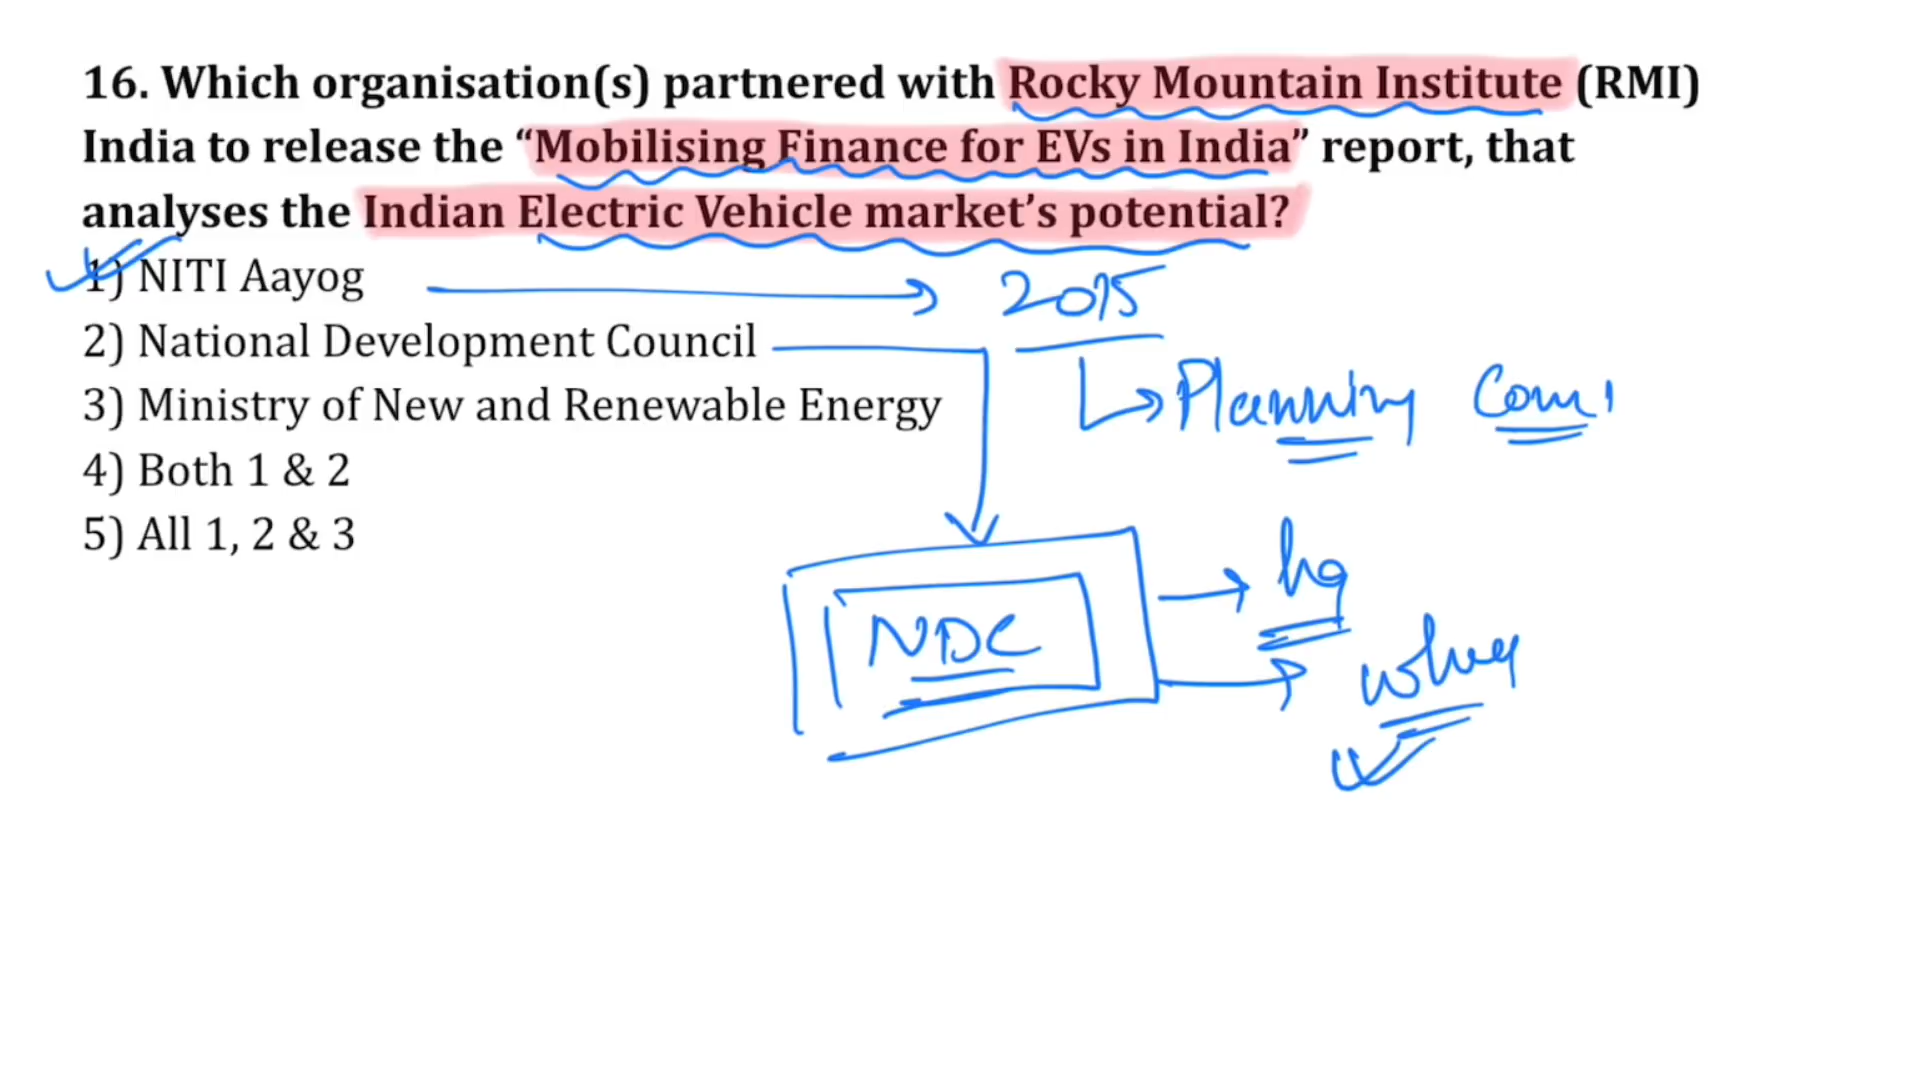 16. Which organisation(s) partnered with Rocky Mountain Institute (RMI)
India to release the “Mobilising Finance for EVs in India” report, that
analyses the Indian Electric Vehicle market’s potential?
1) NITI Aayog
2015
2) National Development Council
Planning Com
3) Ministry of New and Renewable Energy
4) Both 1 & 2
5) All 1, 2 & 3
hq
NDC